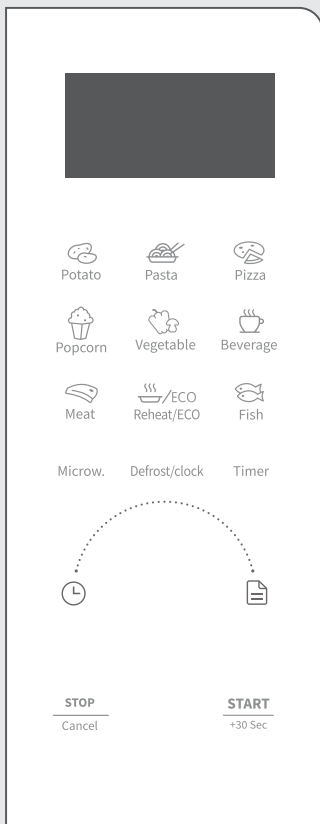 Potato Pasta Pizza
Popcorn Vegetable Beverage
/ECO
Meat Reheat/ECO Fish
Microw. Defrost/clock Timer
STOP START
Cancel +30 Sec